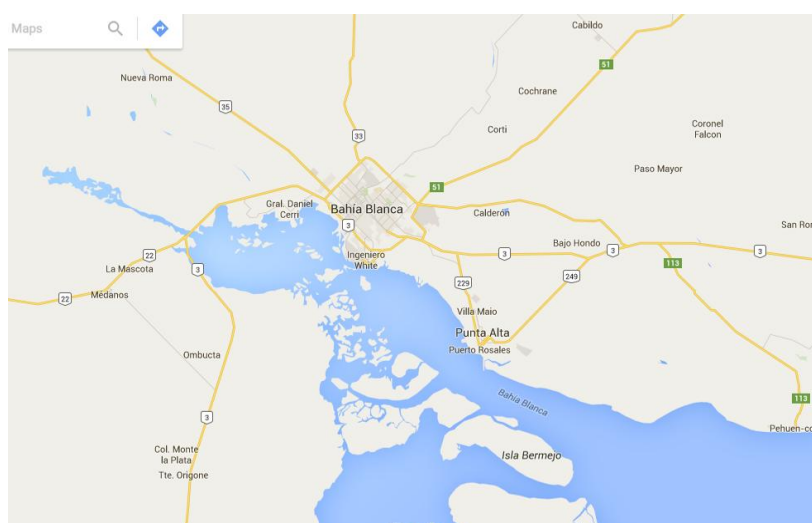 Maps
Cabildo
51
Nueva Roma
Cochrane
35
Coronel
Falcon
Corti
33
Paso Mayor
51
Gral. Daniel
Cerri
Bahía Blanca
Calderón
3
San Ror
Bajo Hondo
22
Ingeniero
White
3
3
3
La Mascota
3
113
249
229
Médanos
22
Villa Maio
Punta Alta
Ombucta
Puerto Rosales
Bahía Blanca
113
3
Pehuen-co
Col. Monte
la Plata
Isla Bermejo
Tte. Origone